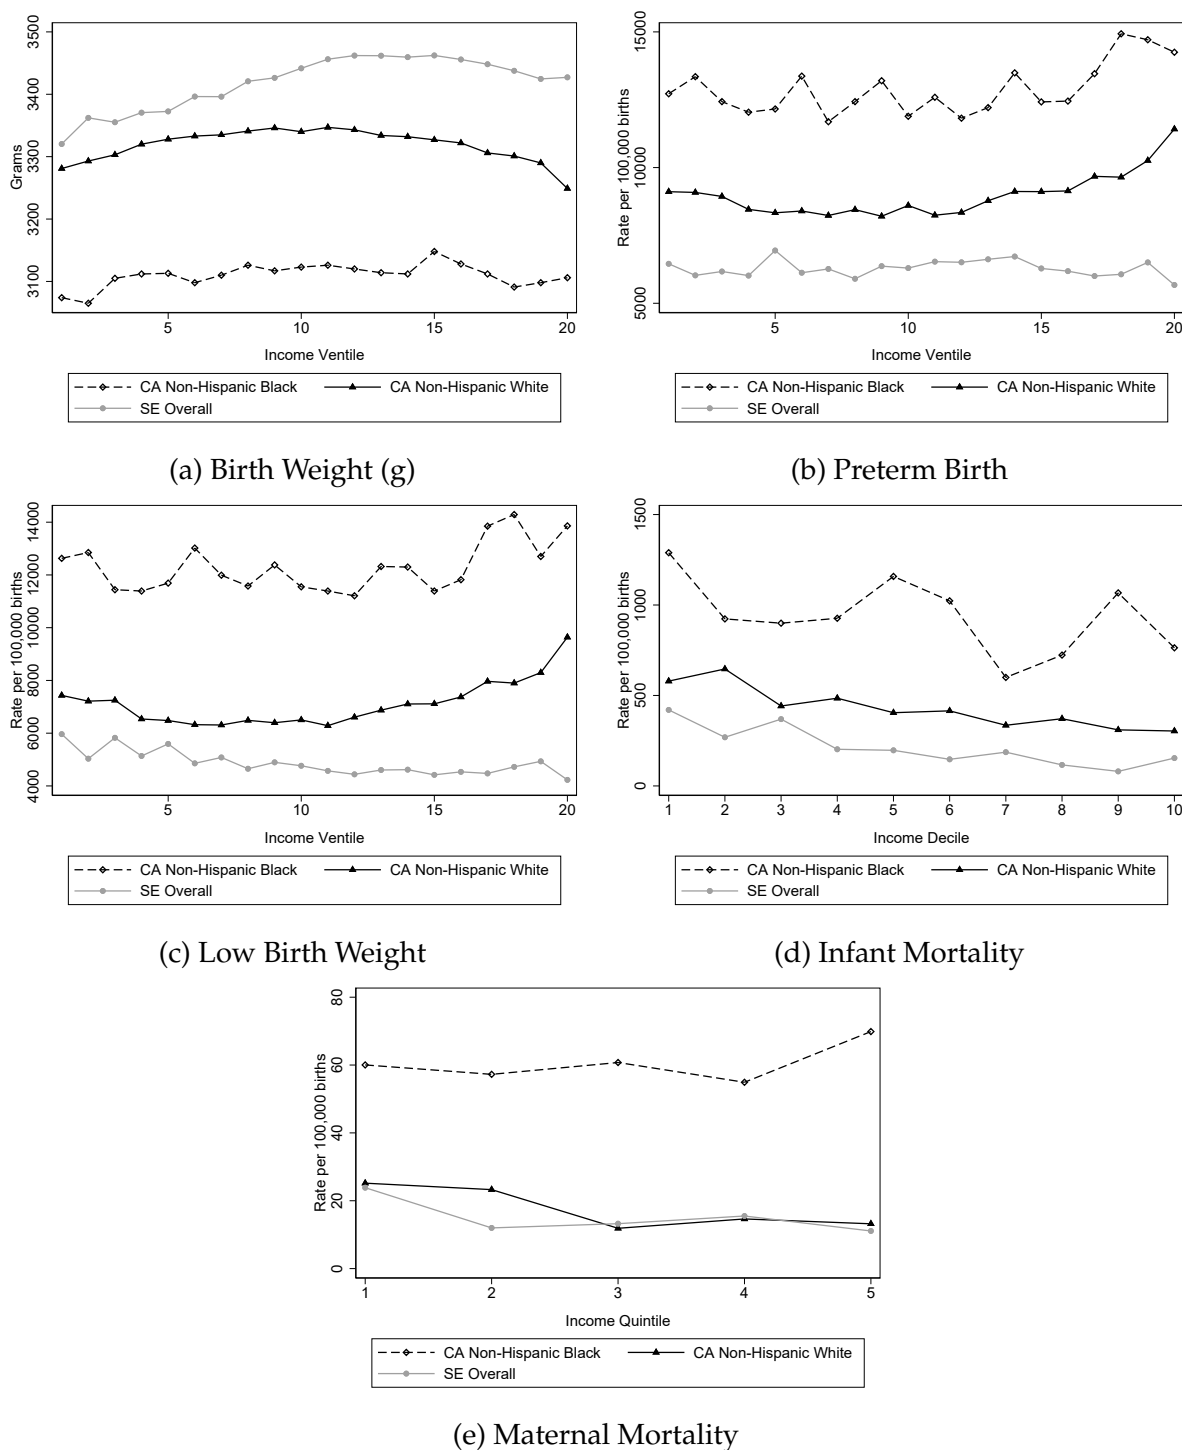 Grams
3500
3400
3300
3200
3100
5 10 15 20
Income Ventile
CA Non-Hispanic Black CA Non-Hispanic White
SE Overall
(a) Birth Weight (g)
Rate per 100,000 births
15000
10000
5000
5 10 15 20
Income Ventile
CA Non-Hispanic Black CA Non-Hispanic White
SE Overall
(b) Preterm Birth
Rate per 100,000 births
14000
12000
10000
8000
6000
4000
5 10 15 20
Income Ventile
CA Non-Hispanic Black CA Non-Hispanic White
SE Overall
(c) Low Birth Weight
Rate per 100,000 births
1500
1000
500
0
1 2 3 4 5 6 7 8 9 10
Income Decile
CA Non-Hispanic Black CA Non-Hispanic White
SE Overall
(d) Infant Mortality
Rate per 100,000 births
80
60
40
20
0
1 2 3 4 5
Income Quintile
CA Non-Hispanic Black CA Non-Hispanic White
SE Overall
(e) Maternal Mortality